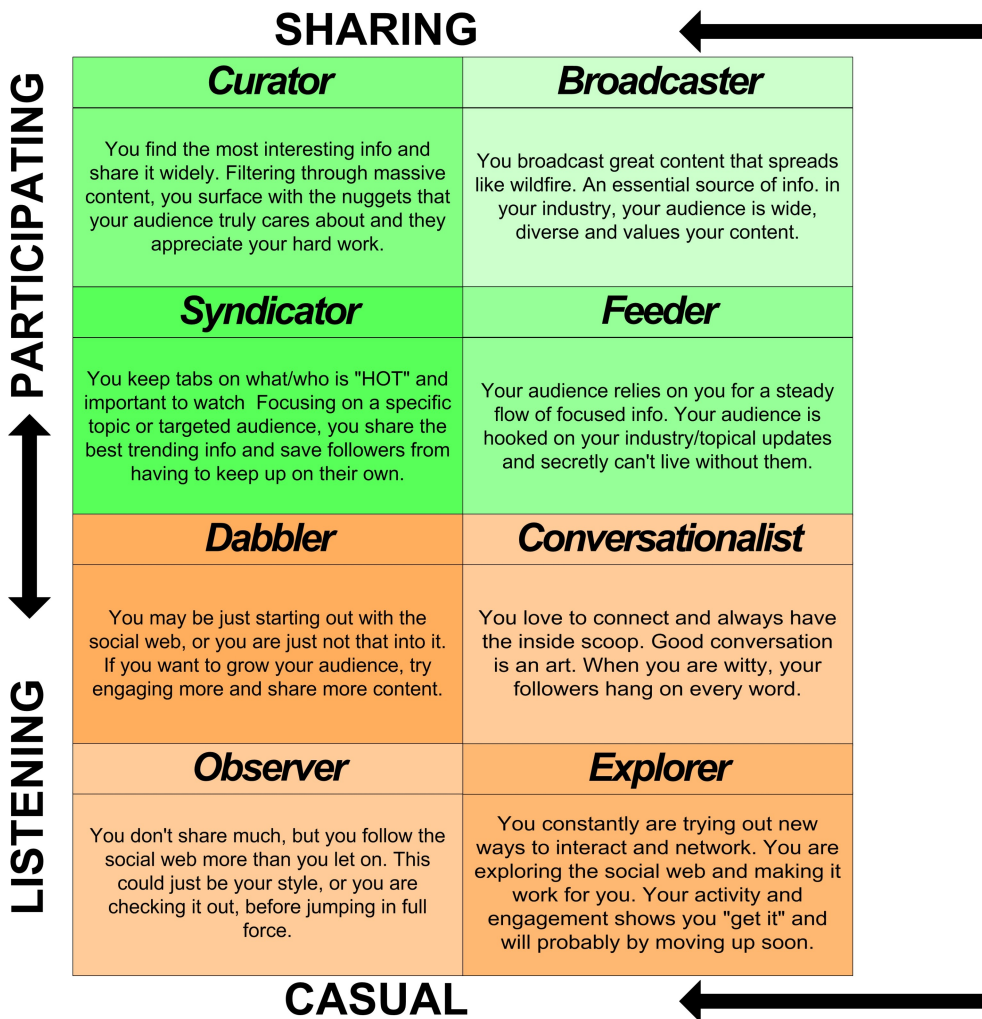 SHARING
PARTICIPATING
LISTENING
Curator
You find the most interesting info and
share it widely. Filtering through massive
content, you surface with the nuggets that
your audience truly cares about and they
appreciate your hard work.
Broadcaster
You broadcast great content that spreads
like wildfire. An essential source of info. in
your industry, your audience is wide,
diverse and values your content.
Syndicator
You keep tabs on what/who is "HOT" and
important to watch  Focusing on a specific
topic or targeted audience, you share the
best trending info and save followers from
having to keep up on their own.
Feeder
Your audience relies on you for a steady
flow of focused info. Your audience is
hooked on your industry/topical updates
and secretly can't live without them.
Dabbler
You may be just starting out with the
social web, or you are just not that into it.
If you want to grow your audience, try
engaging more and share more content.
Conversationalist
You love to connect and always have
the inside scoop. Good conversation
is an art. When you are witty, your
followers hang on every word.
Observer
You don't share much, but you follow the
social web more than you let on. This
could just be your style, or you are
checking it out, before jumping in full
force.
Explorer
You constantly are trying out new
ways to interact and network. You are
exploring the social web and making it
work for you. Your activity and
engagement shows you "get it" and
will probably by moving up soon.
CASUAL